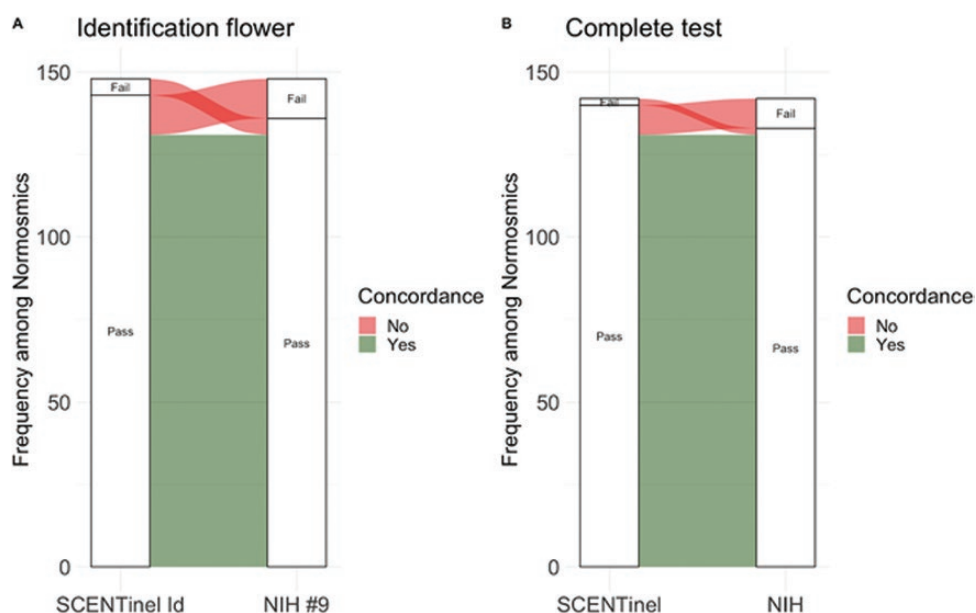 A
Identification flower
150
100
50
0
Frequency among Normosmics
Fail
Pass
Fail
Pass
SCENTinel Id
NIH #9
Concordance
No
Yes
B
Complete test
150
100
50
0
Frequency among Normosmics
Fail
Pass
Fail
Pass
SCENTinel
NIH
Concordance
No
Yes